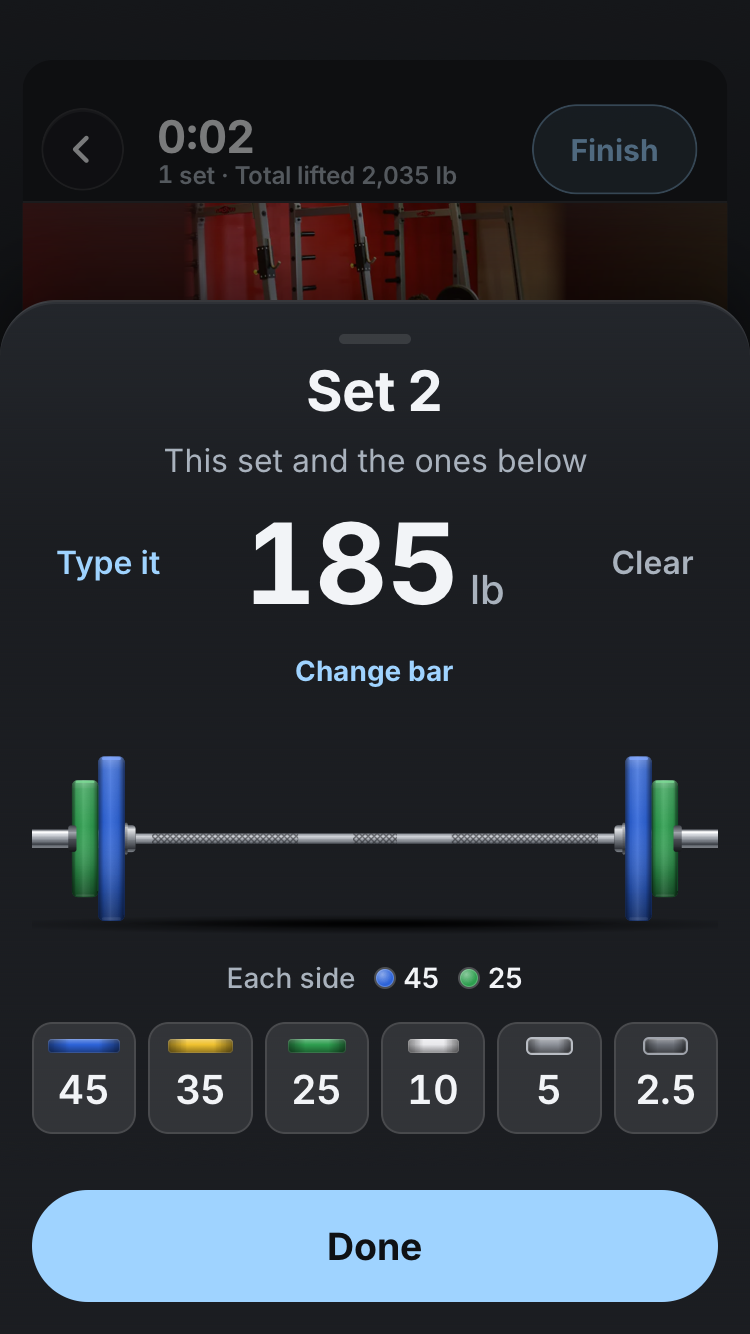 0:02
1 set · Total lifted 2,035 lb
Finish
Set 2
This set and the ones below
Type it
185 lb
Clear
Change bar
Each side 45 25
45 35 25 10 5 2.5
Done